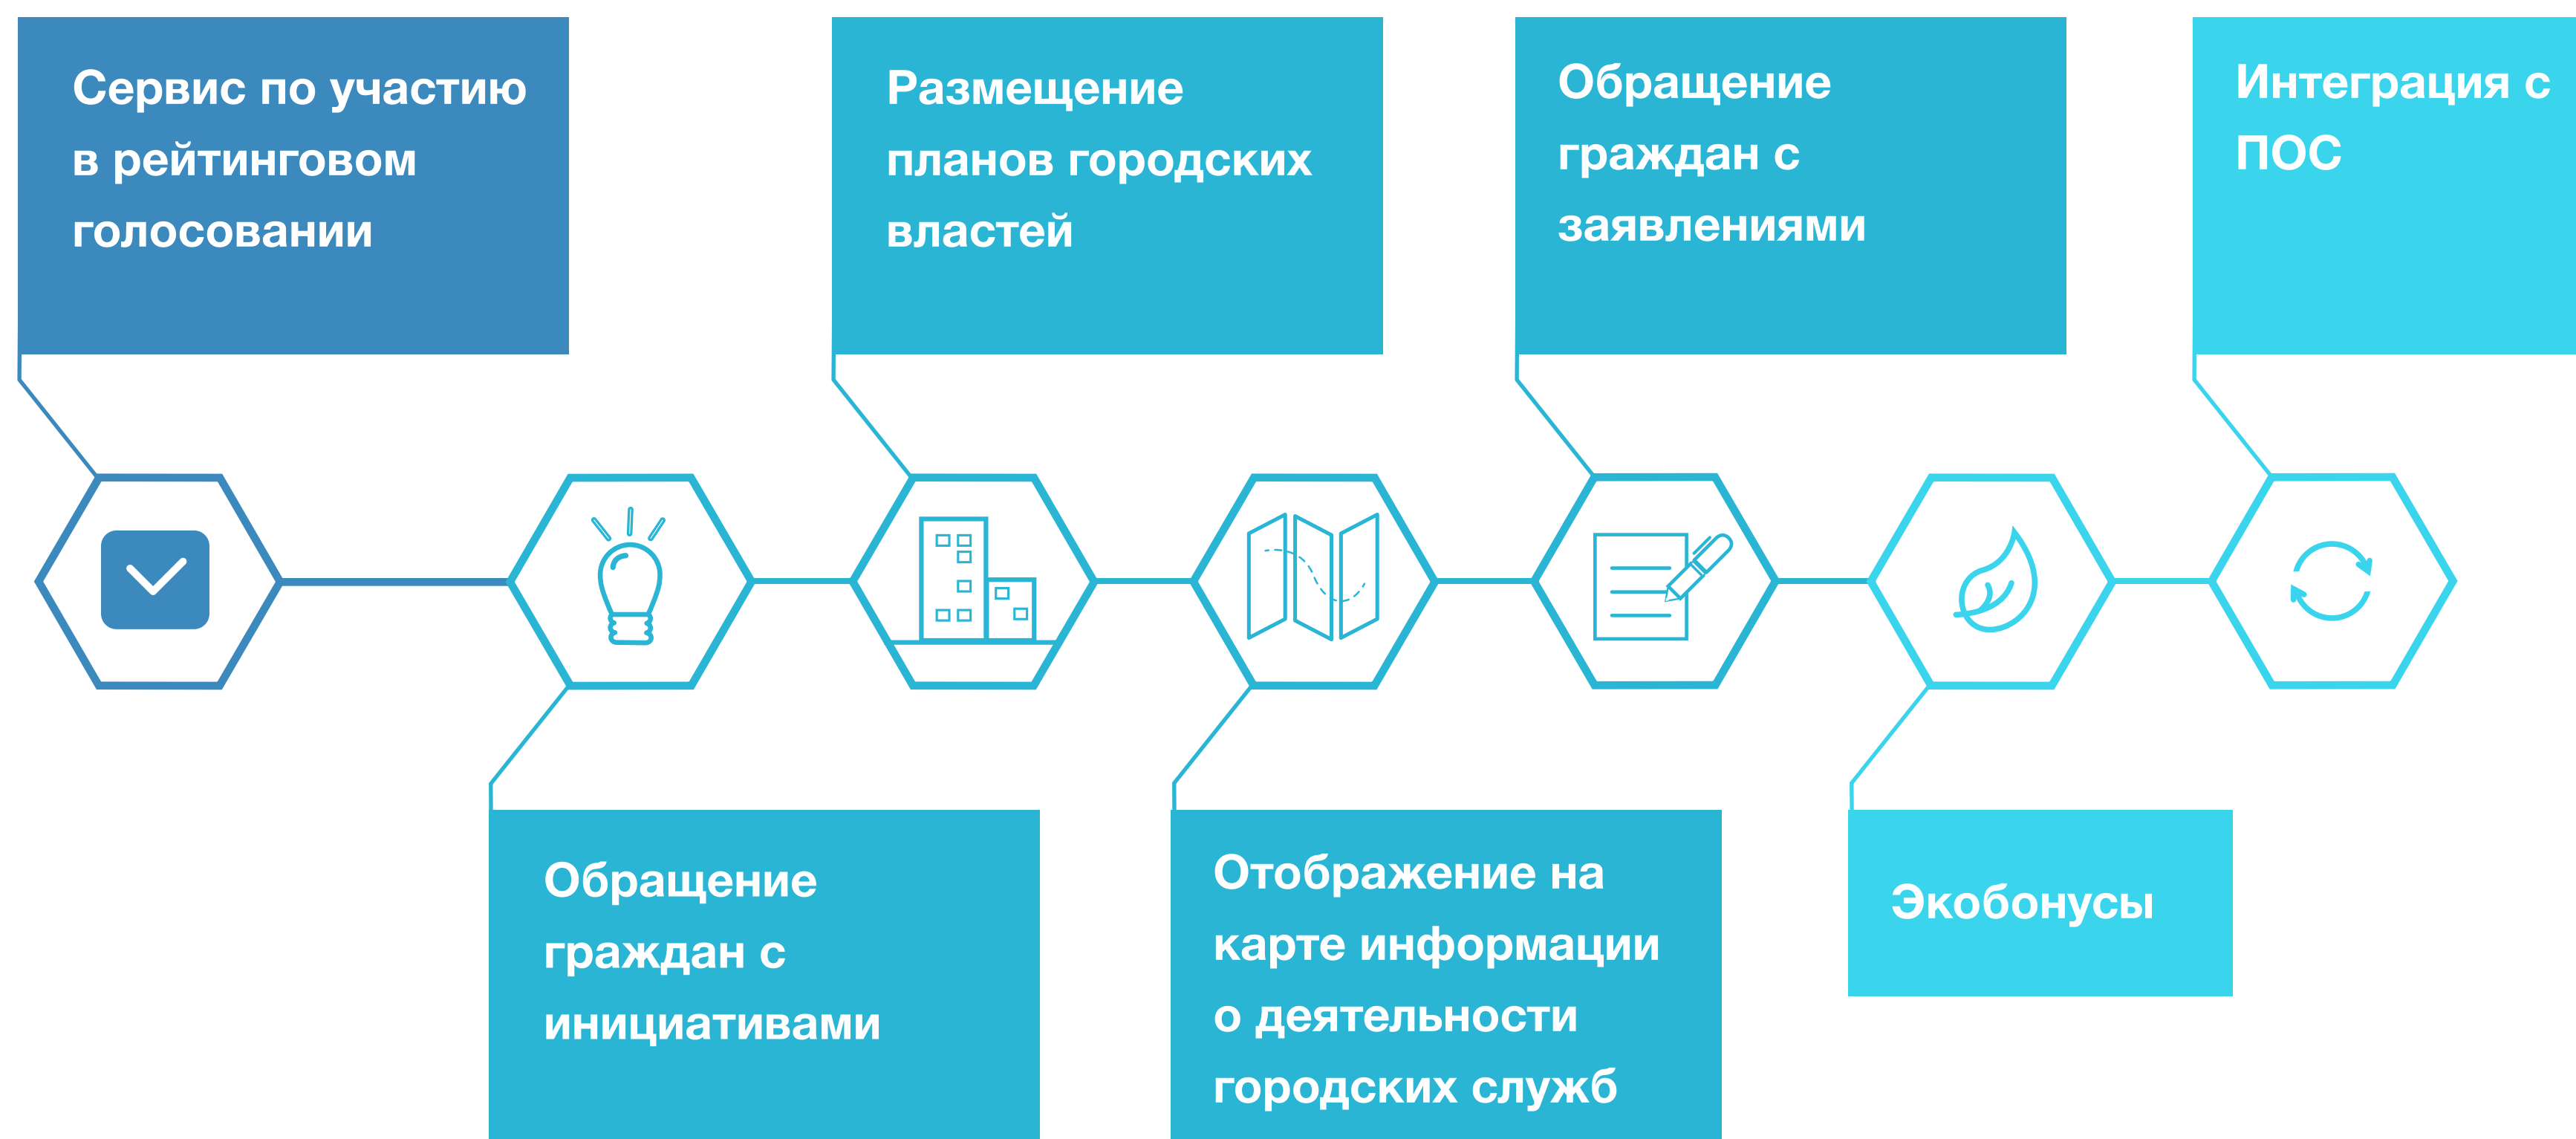 Сервис по участию
в рейтинговом
голосовании
Размещение
планов городских
властей
Обращение
граждан с
заявлениями
Интеграция с
ПОС
Обращение
граждан с
инициативами
Отображение на
карте информации
о деятельности
городских служб
Экобонусы